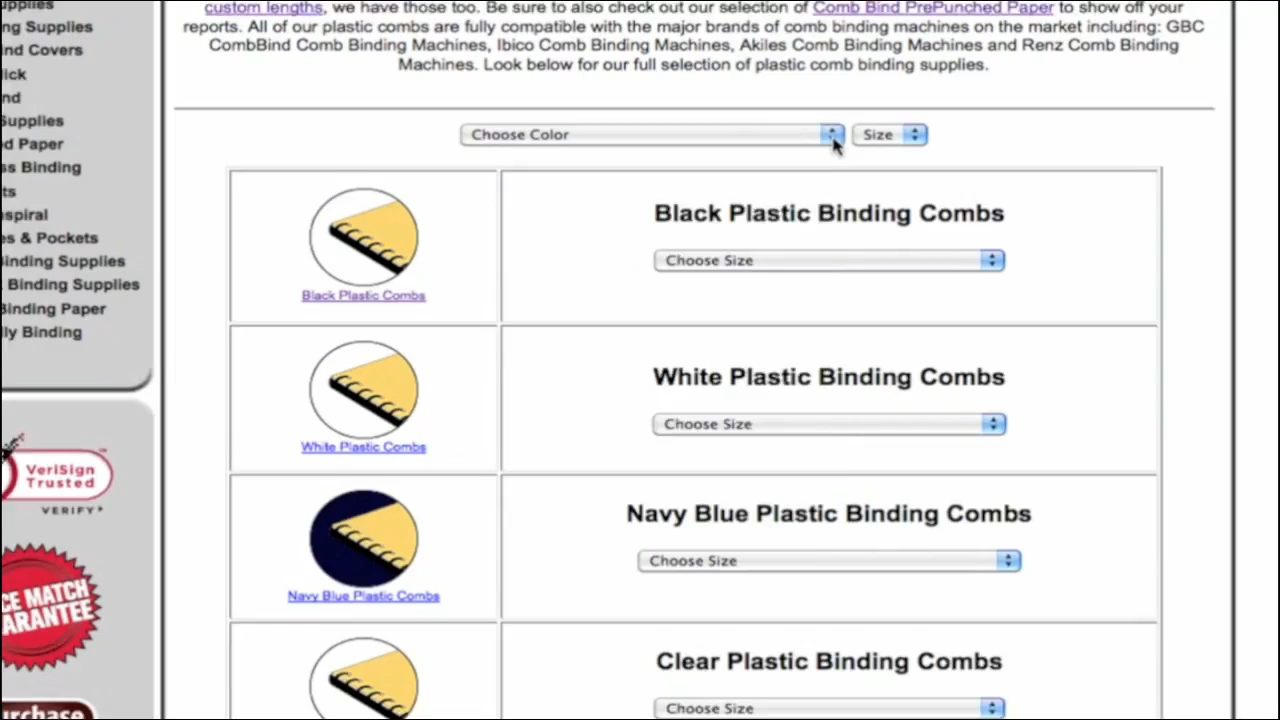 custom lengths, we have those too. Be sure to also check out our selection of Comb Bind PrePunched Paper to show off your
reports. All of our plastic combs are fully compatible with the major brands of comb binding machines on the market including: GBC
CombBind Comb Binding Machines, Ibico Comb Binding Machines, Akiles Comb Binding Machines and Renz Comb Binding
Machines. Look below for our full selection of plastic comb binding supplies.
Choose Color Size
Black Plastic Binding Combs
Choose Size
Black Plastic Combs
White Plastic Binding Combs
Choose Size
White Plastic Combs
Navy Blue Plastic Binding Combs
Choose Size
Navy Blue Plastic Combs
Clear Plastic Binding Combs
Choose Size
upplies
ng Supplies
ind Covers
lick
nd
Supplies
d Paper
ss Binding
ts
nspiral
es & Pockets
Binding Supplies
Binding Supplies
Binding Paper
lly Binding
VeriSign
Trusted
VERIFY
CE MATCH
ARANTEE
urchase